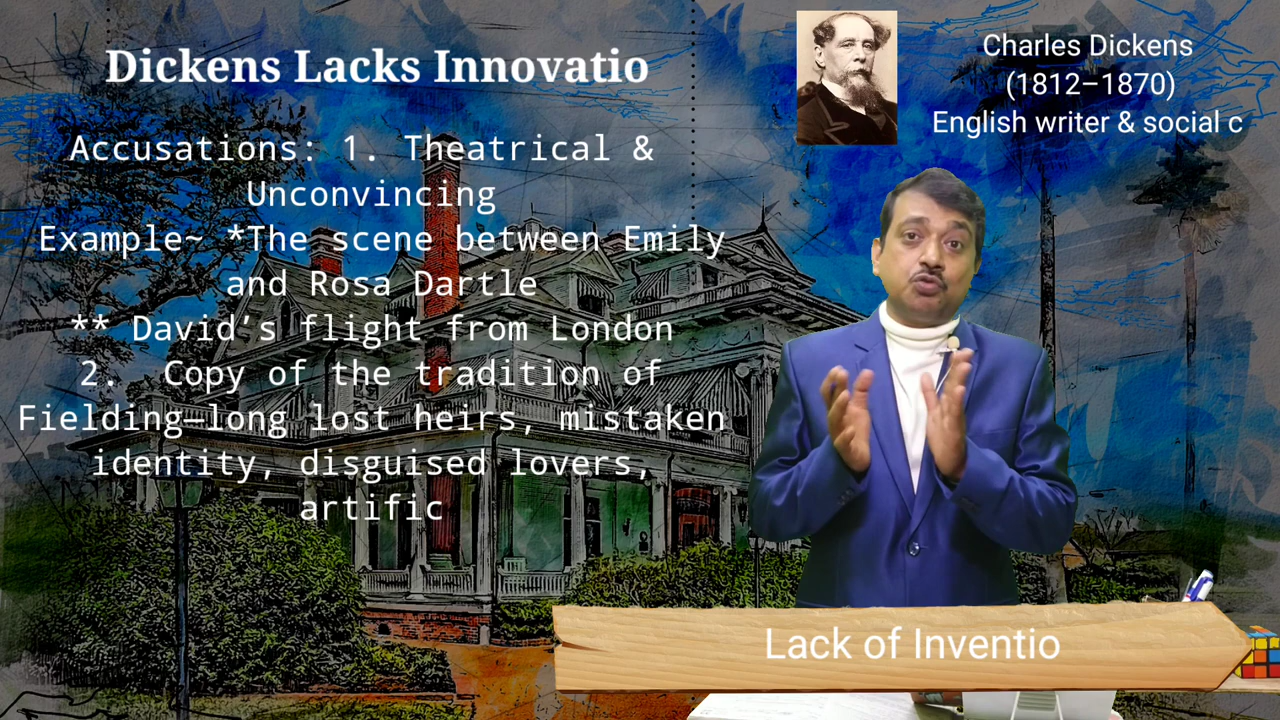 Dickens Lacks Innovatio
Accusations: 1. Theatrical &
Unconvincing
Example~ *The scene between Emily
and Rosa Dartle
** David’s flight from London
2. Copy of the tradition of
Fielding—long lost heirs, mistaken
identity, disguised lovers,
artific
Charles Dickens
(1812–1870)
English writer & social c
Lack of Inventio